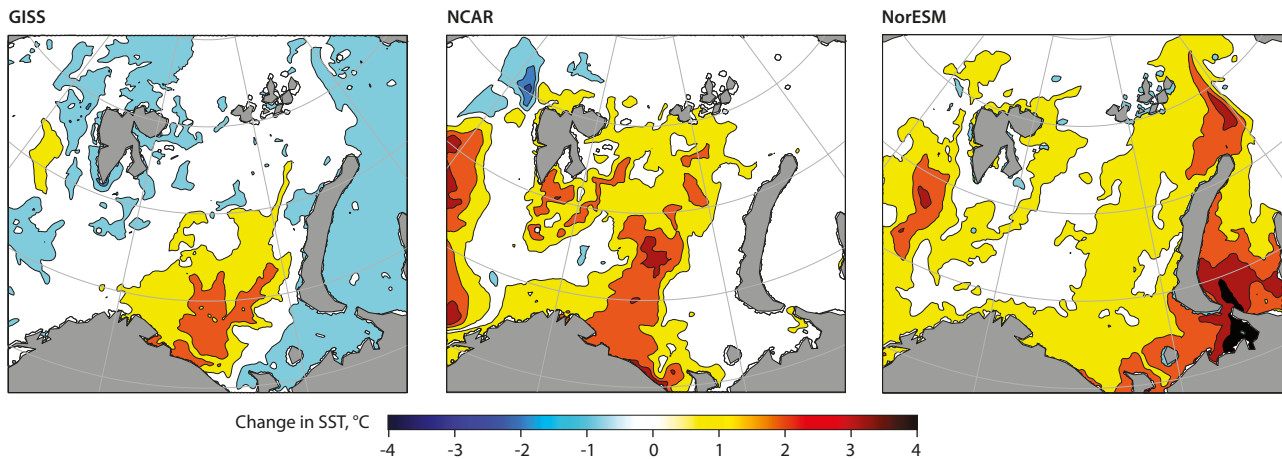 GISS
NCAR
NorESM
Change in SST, °C
-4 -3 -2 -1 0 1 2 3 4